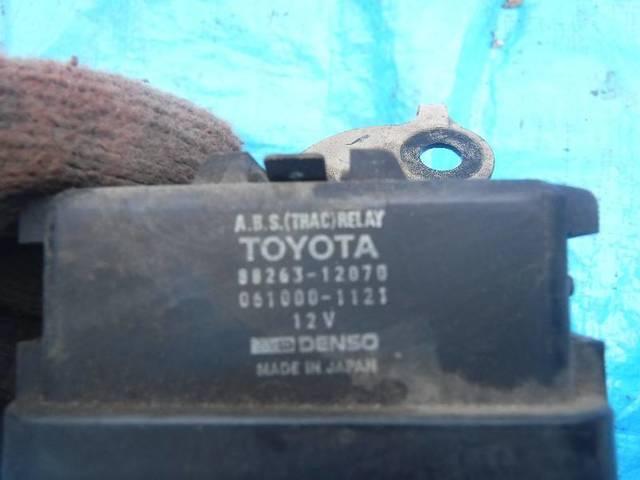 A.B.S.(TRAC)RELAY
TOYOTA
88263-12070
061000-1121
12V
DENSO
MADE IN JAPAN